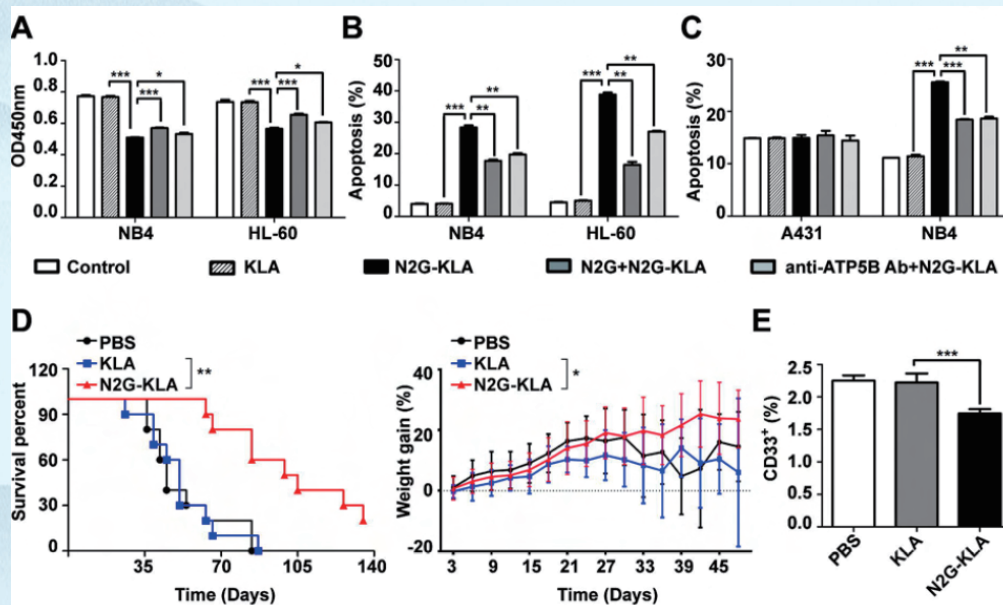 A
OD450nm
1.0
0.8
0.6
0.4
0.2
0.0
***
***
*
***
***
*
NB4
HL-60
B
Apoptosis (%)
50
40
30
20
10
0
***
**
**
***
**
**
NB4
HL-60
C
Apoptosis (%)
30
20
10
0
***
***
**
A431
NB4
Control
KLA
N2G-KLA
N2G+N2G-KLA
anti-ATP5B Ab+N2G-KLA
D
PBS
KLA
N2G-KLA
**
Survival percent
120
90
60
30
0
35
70
105
140
Time (Days)
PBS
KLA
N2G-KLA
*
Weight gain (%)
40
20
0
-20
3
9
15
21
27
33
39
45
Time (Days)
E
CD33⁺ (%)
2.5
2.0
1.5
1.0
0.5
0.0
***
PBS
KLA
N2G-KLA